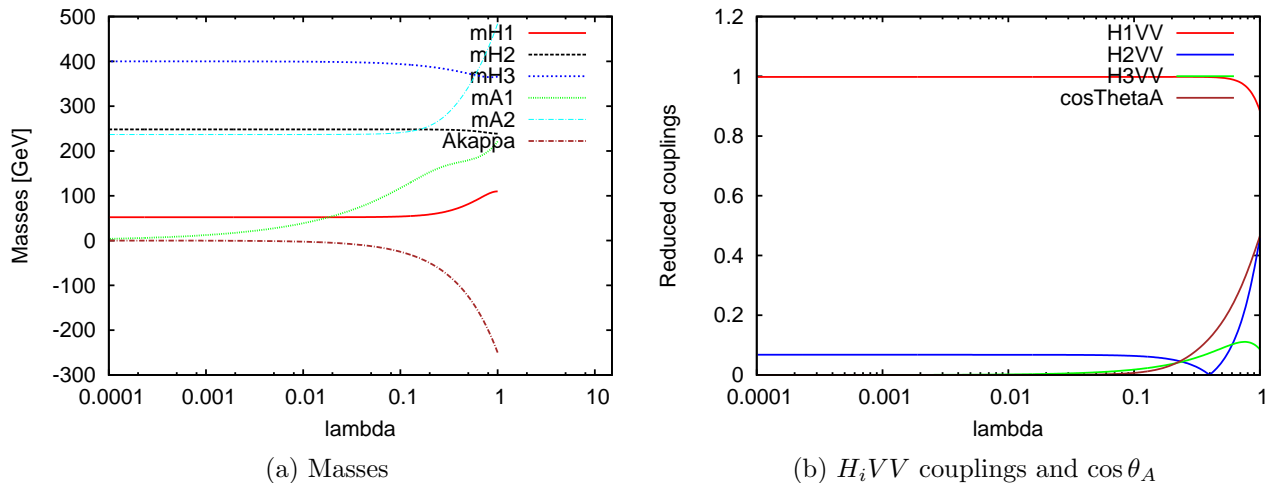 500
400
300
200
100
0
-100
-200
-300
Masses [GeV]
0.0001
0.001
0.01
0.1
1
10
lambda
mH1
mH2
mH3
mA1
mA2
Akappa
(a) Masses
1.2
1
0.8
0.6
0.4
0.2
0
Reduced couplings
0.0001
0.001
0.01
0.1
1
lambda
H1VV
H2VV
H3VV
cosThetaA
(b) HᵢVV couplings and cos θ_A